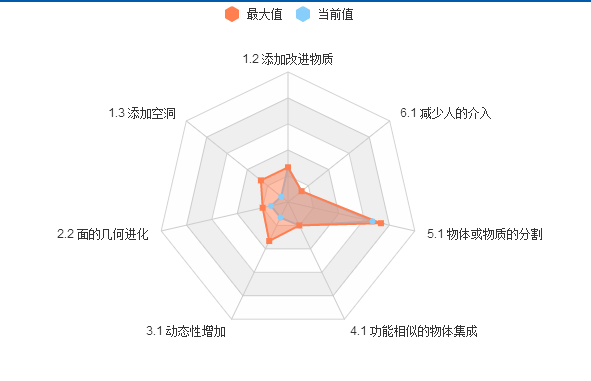 最大值 当前值
1.2 添加改进物质
1.3 添加空洞
6.1 减少人的介入
2.2 面的几何进化
5.1 物体或物质的分割
3.1 动态性增加
4.1 功能相似的物体集成